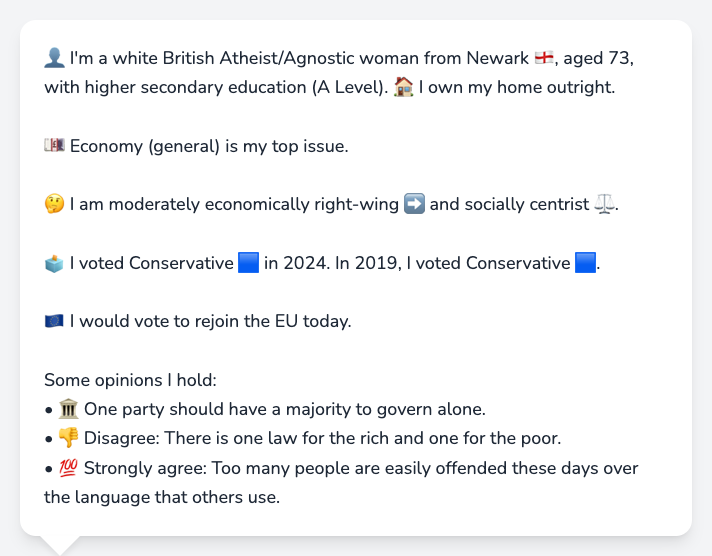 👤 I'm a white British Atheist/Agnostic woman from Newark 🏴󠁧󠁢󠁥󠁮󠁧󠁿, aged 73,
with higher secondary education (A Level). 🏠 I own my home outright.
💷 Economy (general) is my top issue.
🤔 I am moderately economically right-wing ➡️ and socially centrist ⚖️.
🗳️ I voted Conservative 🟦 in 2024. In 2019, I voted Conservative 🟦.
🇪🇺 I would vote to rejoin the EU today.
Some opinions I hold:
• 🏛️ One party should have a majority to govern alone.
• 👎 Disagree: There is one law for the rich and one for the poor.
• 💯 Strongly agree: Too many people are easily offended these days over
the language that others use.